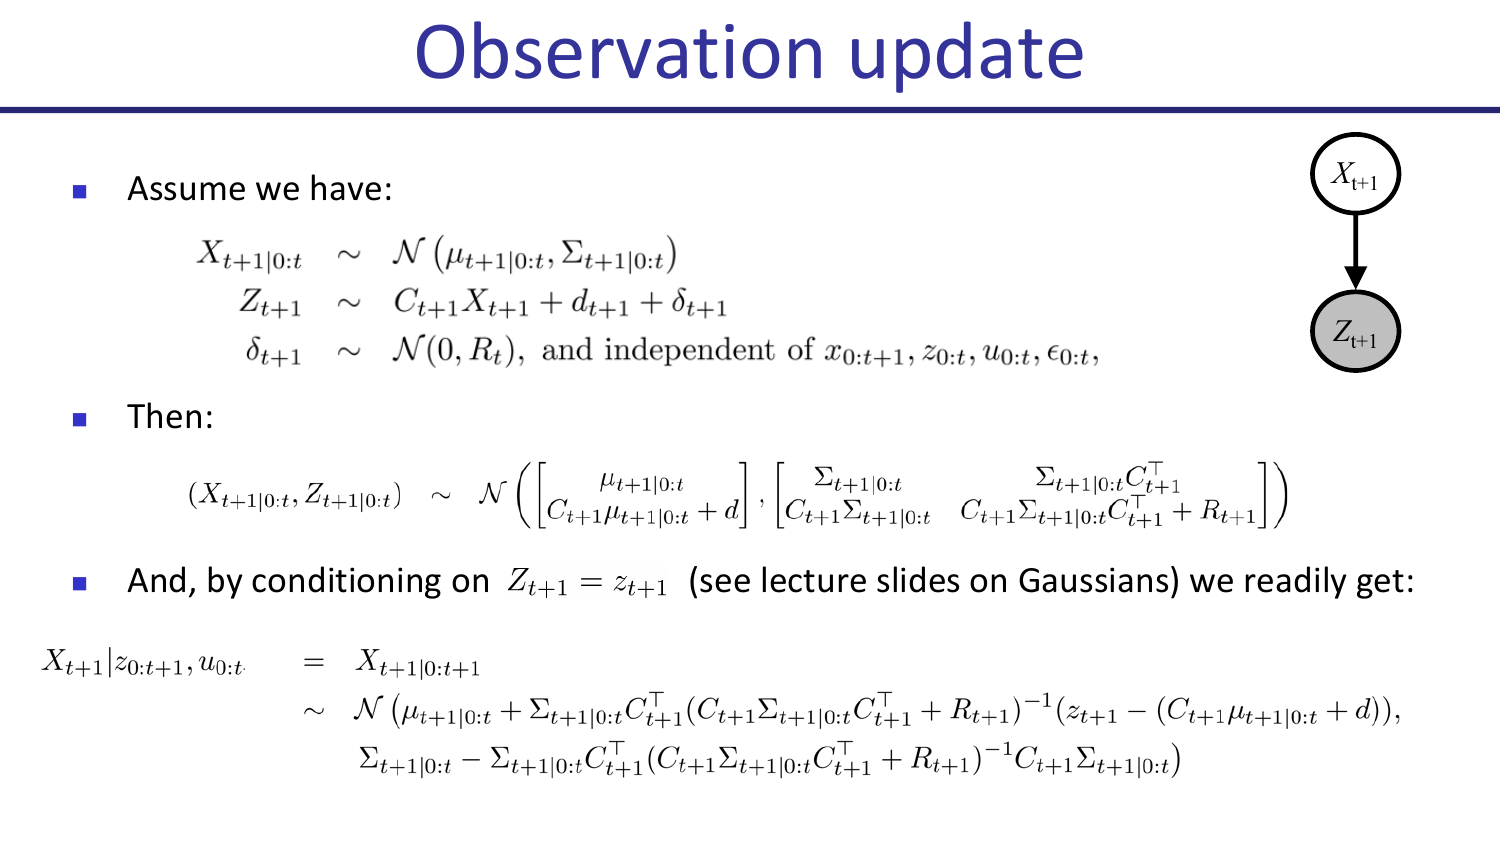 Observation update
▪ Assume we have:
$X_{t+1|0:t} \sim \mathcal{N}\left(\mu_{t+1|0:t}, \Sigma_{t+1|0:t}\right)$
$Z_{t+1} \sim C_{t+1}X_{t+1} + d_{t+1} + \delta_{t+1}$
$\delta_{t+1} \sim \mathcal{N}(0, R_t),$ and independent of $x_{0:t+1}, z_{0:t}, u_{0:t}, \epsilon_{0:t},$
$X_{t+1}$
$Z_{t+1}$
▪ Then:
$(X_{t+1|0:t}, Z_{t+1|0:t}) \sim \mathcal{N}\left(\begin{bmatrix} \mu_{t+1|0:t} \\ C_{t+1}\mu_{t+1|0:t} + d \end{bmatrix}, \begin{bmatrix} \Sigma_{t+1|0:t} & \Sigma_{t+1|0:t}C_{t+1}^\top \\ C_{t+1}\Sigma_{t+1|0:t} & C_{t+1}\Sigma_{t+1|0:t}C_{t+1}^\top + R_{t+1} \end{bmatrix}\right)$
▪ And, by conditioning on $Z_{t+1} = z_{t+1}$ (see lecture slides on Gaussians) we readily get:
$X_{t+1}|z_{0:t+1}, u_{0:t} = X_{t+1|0:t+1}$
$\sim \mathcal{N}\left(\mu_{t+1|0:t} + \Sigma_{t+1|0:t}C_{t+1}^\top(C_{t+1}\Sigma_{t+1|0:t}C_{t+1}^\top + R_{t+1})^{-1}(z_{t+1} - (C_{t+1}\mu_{t+1|0:t} + d)),\right.$
$\left.\Sigma_{t+1|0:t} - \Sigma_{t+1|0:t}C_{t+1}^\top(C_{t+1}\Sigma_{t+1|0:t}C_{t+1}^\top + R_{t+1})^{-1}C_{t+1}\Sigma_{t+1|0:t}\right)$